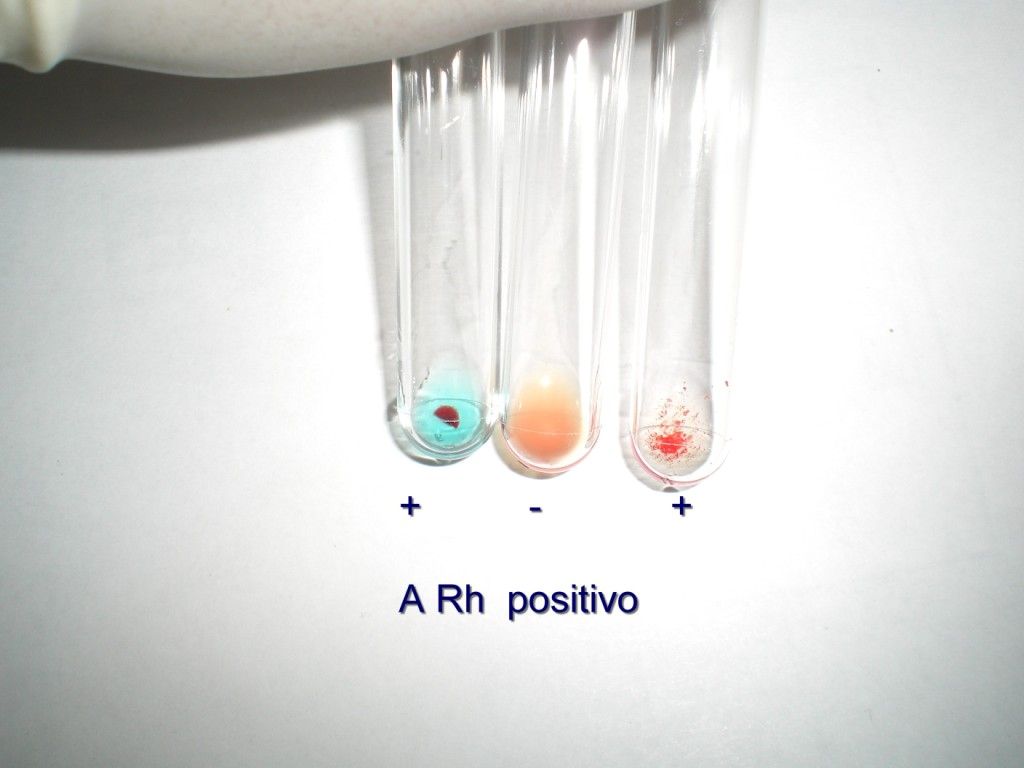 + - +
A Rh positivo